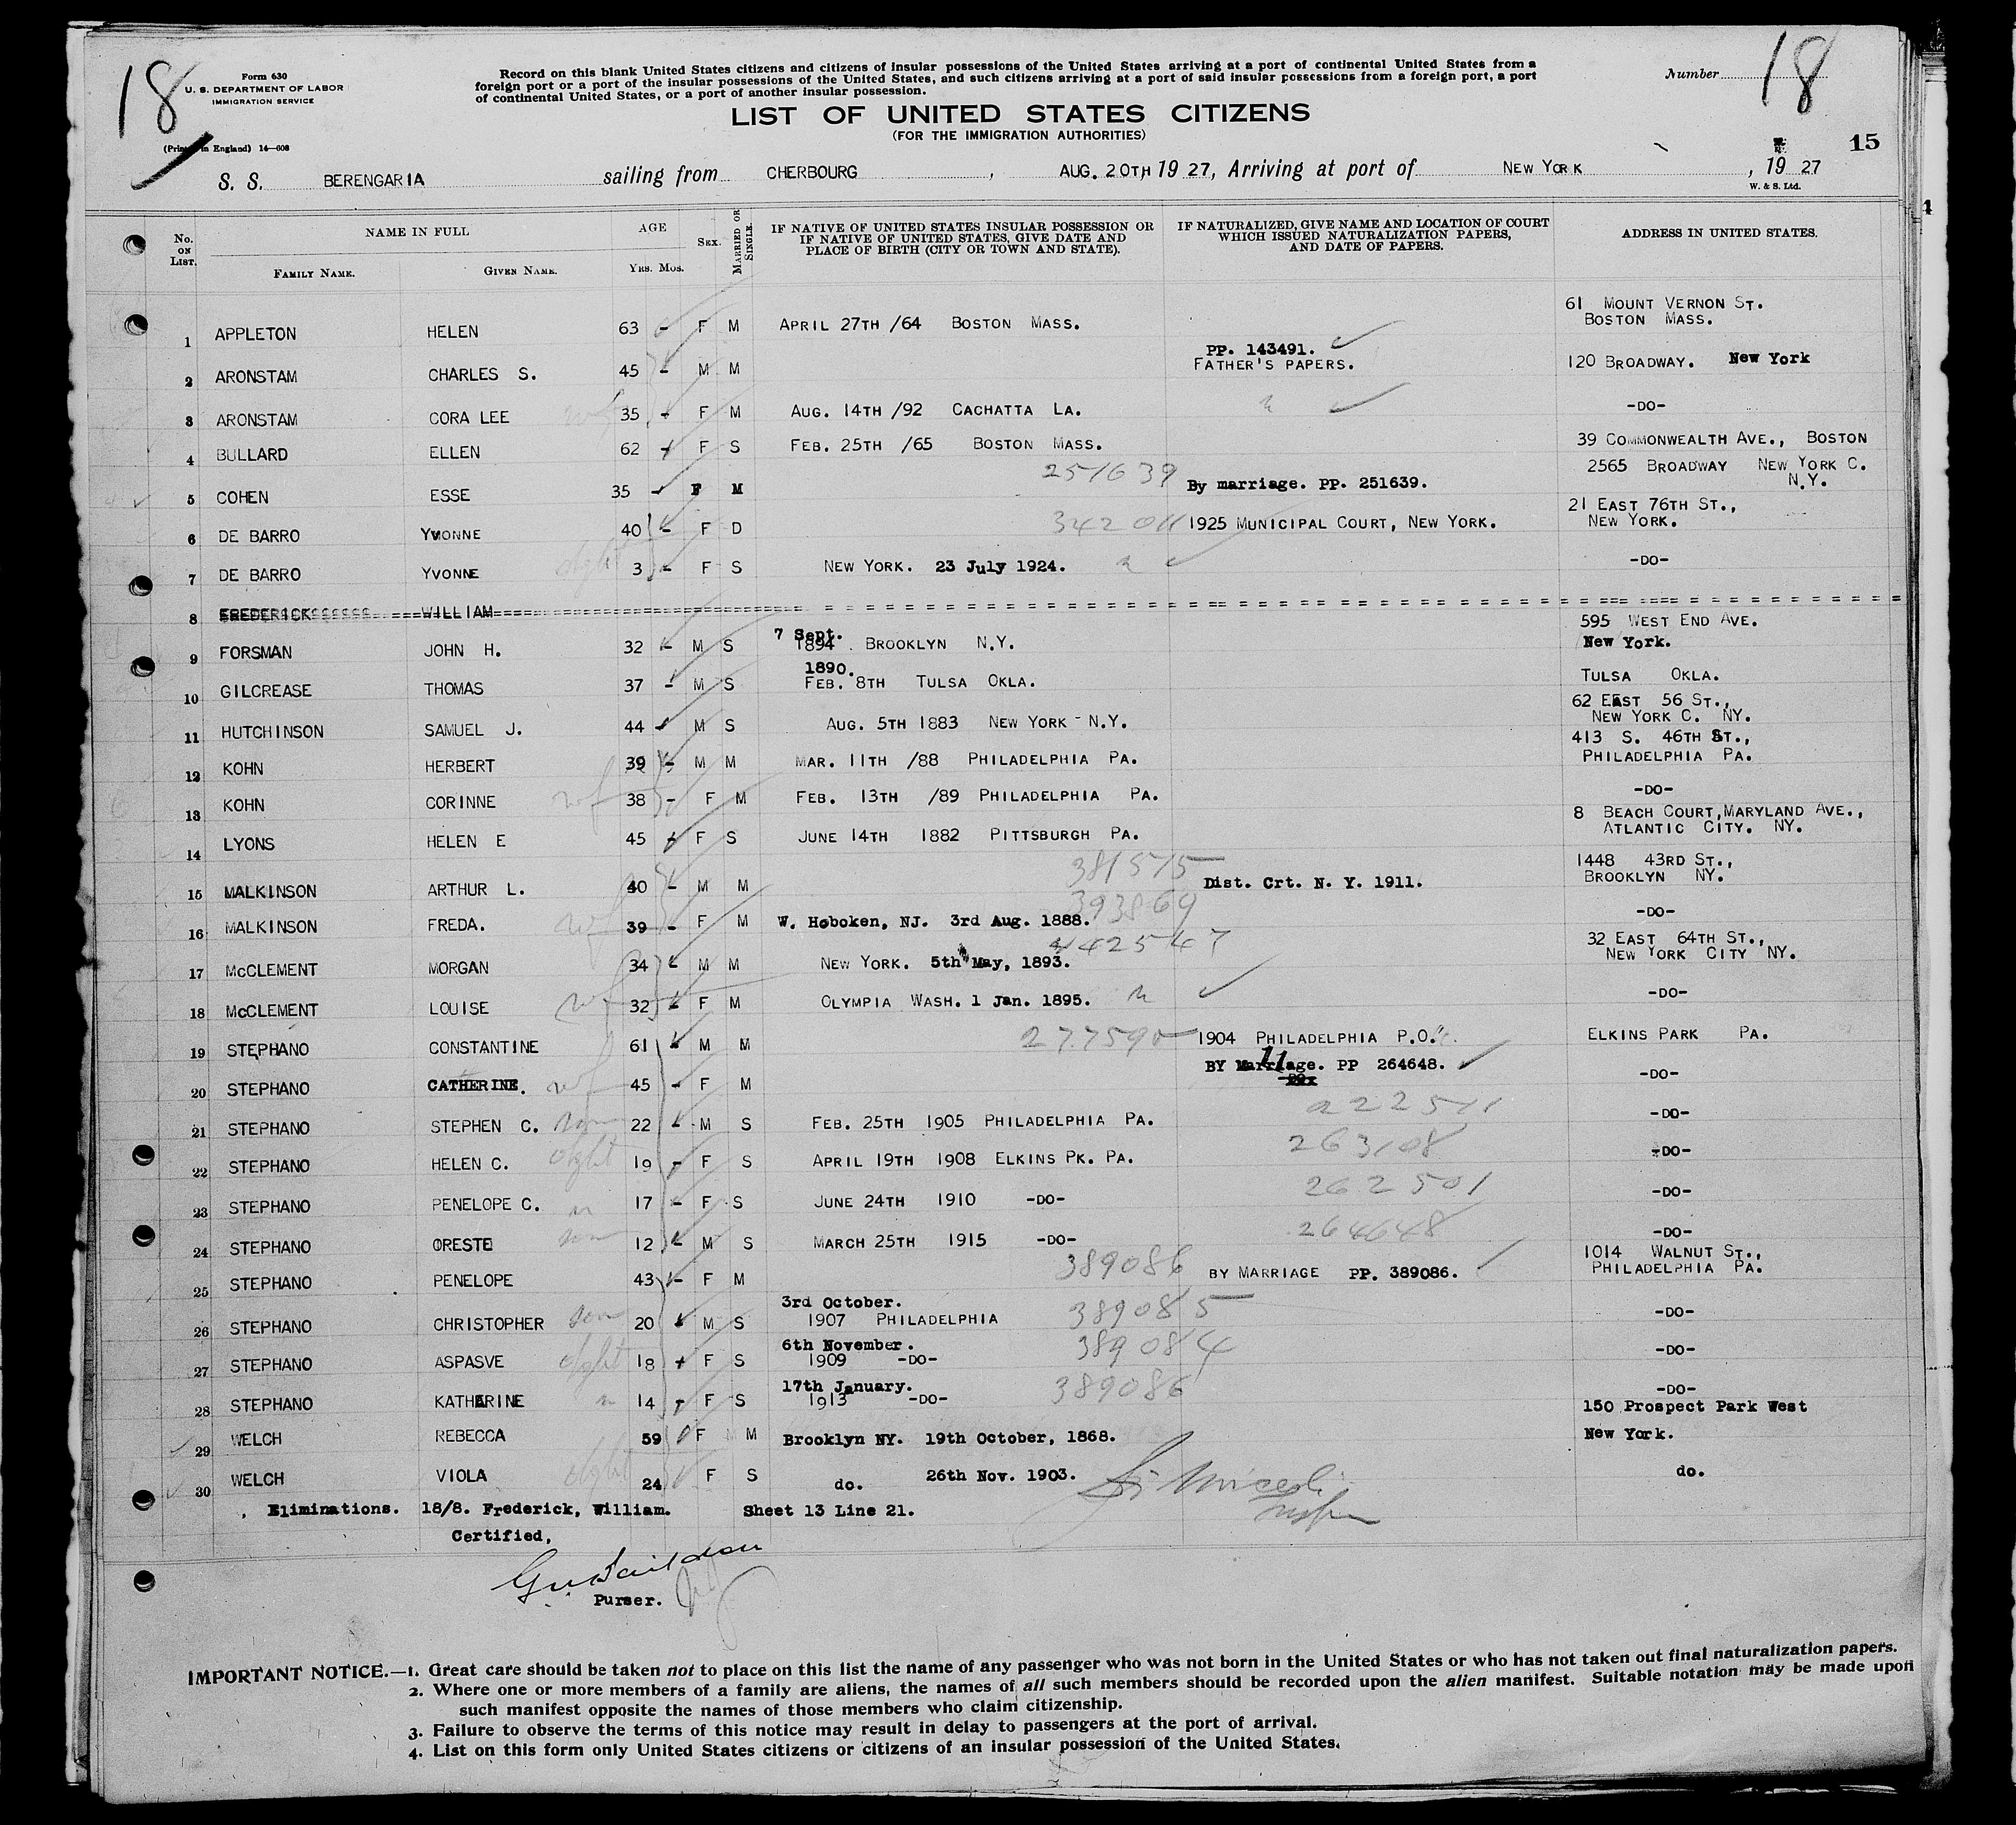 18
Form 630
U. S. DEPARTMENT OF LABOR
IMMIGRATION SERVICE
(Printed in England) 14—608
Record on this blank United States citizens and citizens of insular possessions of the United States arriving at a port of continental United States from a
foreign port or a port of the insular possessions of the United States, and such citizens arriving at a port of said insular possessions from a foreign port, a port
of continental United States, or a port of another insular possession.
Number 18
LIST OF UNITED STATES CITIZENS
(FOR THE IMMIGRATION AUTHORITIES)
15
S. S. BERENGARIA sailing from CHERBOURG , AUG. 20TH 19 27, Arriving at port of NEW YORK , 19 27
W. & S. Ltd.
No. ON LIST. NAME IN FULL FAMILY NAME. GIVEN NAME. AGE YRS. MOS. SEX. MARRIED OR SINGLE. IF NATIVE OF UNITED STATES INSULAR POSSESSION OR IF NATIVE OF UNITED STATES, GIVE DATE AND PLACE OF BIRTH (CITY OR TOWN AND STATE). IF NATURALIZED, GIVE NAME AND LOCATION OF COURT WHICH ISSUED NATURALIZATION PAPERS, AND DATE OF PAPERS. ADDRESS IN UNITED STATES.
1 APPLETON HELEN 63 - F M APRIL 27TH /64 BOSTON MASS. 61 MOUNT VERNON ST. BOSTON MASS.
2 ARONSTAM CHARLES S. 45 - M M PP. 143491. FATHER'S PAPERS. 120 BROADWAY. New York
3 ARONSTAM CORA LEE wf 35 - F M AUG. 14TH /92 CACHATTA LA. -DO-
4 BULLARD ELLEN 62 F S FEB. 25TH /65 BOSTON MASS. 39 COMMONWEALTH AVE., BOSTON
5 COHEN ESSE 35 - F M 251639 By marriage. PP. 251639. 2565 BROADWAY NEW YORK C. N.Y.
6 DE BARRO YVONNE 40 - F D 342011 1925 MUNICIPAL COURT, NEW YORK. 21 EAST 76TH ST., NEW YORK.
7 DE BARRO YVONNE dght 3 - F S NEW YORK. 23 July 1924. -DO-
8 FREDERICK WILLIAM
9 FORSMAN JOHN H. 32 - M S 7 Sept. 1894 . BROOKLYN N.Y. 595 WEST END AVE. New York.
10 GILCREASE THOMAS 37 - M S 1890. FEB. 8TH TULSA OKLA. TULSA OKLA.
11 HUTCHINSON SAMUEL J. 44 - M S AUG. 5TH 1883 NEW YORK - N.Y. 62 EAST 56 ST., NEW YORK C. NY.
12 KOHN HERBERT 39 - M M MAR. 11TH /88 PHILADELPHIA PA. 413 S. 46TH ST., PHILADELPHIA PA.
13 KOHN CORINNE wf 38 - F M FEB. 13TH /89 PHILADELPHIA PA. -DO-
14 LYONS HELEN E 45 F S JUNE 14TH 1882 PITTSBURGH PA. 8 BEACH COURT, MARYLAND AVE., ATLANTIC CITY. NY.
15 MALKINSON ARTHUR L. 40 - M M 381575 Dist. Crt. N. Y. 1911. 1448 43RD ST., BROOKLYN NY.
16 MALKINSON FREDA. wf 39 - F M W. Hoboken, NJ. 3rd Aug. 1888. 393869 -DO-
17 McCLEMENT MORGAN 34 - M M NEW YORK. 5th May, 1893. 442547 32 EAST 64TH ST., NEW YORK CITY NY.
18 McCLEMENT LOUISE wf 32 - F M OLYMPIA WASH. 1 Jan. 1895. -DO-
19 STEPHANO CONSTANTINE 61 - M M 277590 1904 PHILADELPHIA P.O. ELKINS PARK PA.
20 STEPHANO CATHERINE. wf 45 - F M BY Marriage. PP 264648. -DO-
21 STEPHANO STEPHEN C. son 22 - M S FEB. 25TH 1905 PHILADELPHIA PA. 222511 -DO-
22 STEPHANO HELEN C. dght 19 - F S APRIL 19TH 1908 ELKINS PK. PA. 263108 -DO-
23 STEPHANO PENELOPE C. 17 - F S JUNE 24TH 1910 -DO- 262501 -DO-
24 STEPHANO ORESTE son 12 - M S MARCH 25TH 1915 -DO- 264648 -DO-
25 STEPHANO PENELOPE 43 - F M 389086 BY MARRIAGE PP. 389086. 1014 WALNUT ST., PHILADELPHIA PA.
26 STEPHANO CHRISTOPHER son 20 - M S 3rd October. 1907 PHILADELPHIA 389085 -DO-
27 STEPHANO ASPASVE dght 18 F S 6th November. 1909 -DO- 389084 -DO-
28 STEPHANO KATHERINE 14 - F S 17th January. 1913 -DO- 389086 -DO-
29 WELCH REBECCA 59 F M Brooklyn NY. 19th October, 1868. 150 Prospect Park West New York.
30 WELCH VIOLA dght 24 F S do. 26th Nov. 1903. do.
Eliminations. 18/8. Frederick, William. Sheet 13 Line 21.
Certified,
Purser.
IMPORTANT NOTICE.—1. Great care should be taken not to place on this list the name of any passenger who was not born in the United States or who has not taken out final naturalization papers.
2. Where one or more members of a family are aliens, the names of all such members should be recorded upon the alien manifest. Suitable notation may be made upon
such manifest opposite the names of those members who claim citizenship.
3. Failure to observe the terms of this notice may result in delay to passengers at the port of arrival.
4. List on this form only United States citizens or citizens of an insular possession of the United States.